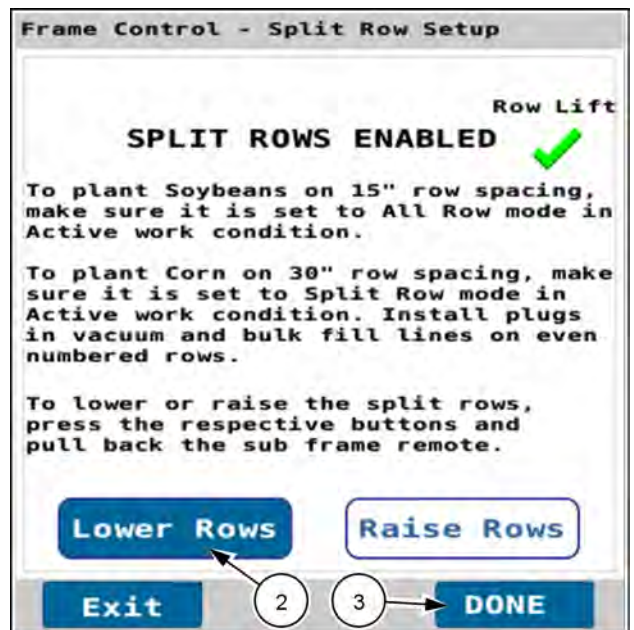 Frame Control - Split Row Setup
Row Lift
SPLIT ROWS ENABLED
To plant Soybeans on 15" row spacing,
make sure it is set to All Row mode in
Active work condition.
To plant Corn on 30" row spacing, make
sure it is set to Split Row mode in
Active work condition. Install plugs
in vacuum and bulk fill lines on even
numbered rows.
To lower or raise the split rows,
press the respective buttons and
pull back the sub frame remote.
Lower Rows Raise Rows
Exit 2 3 DONE